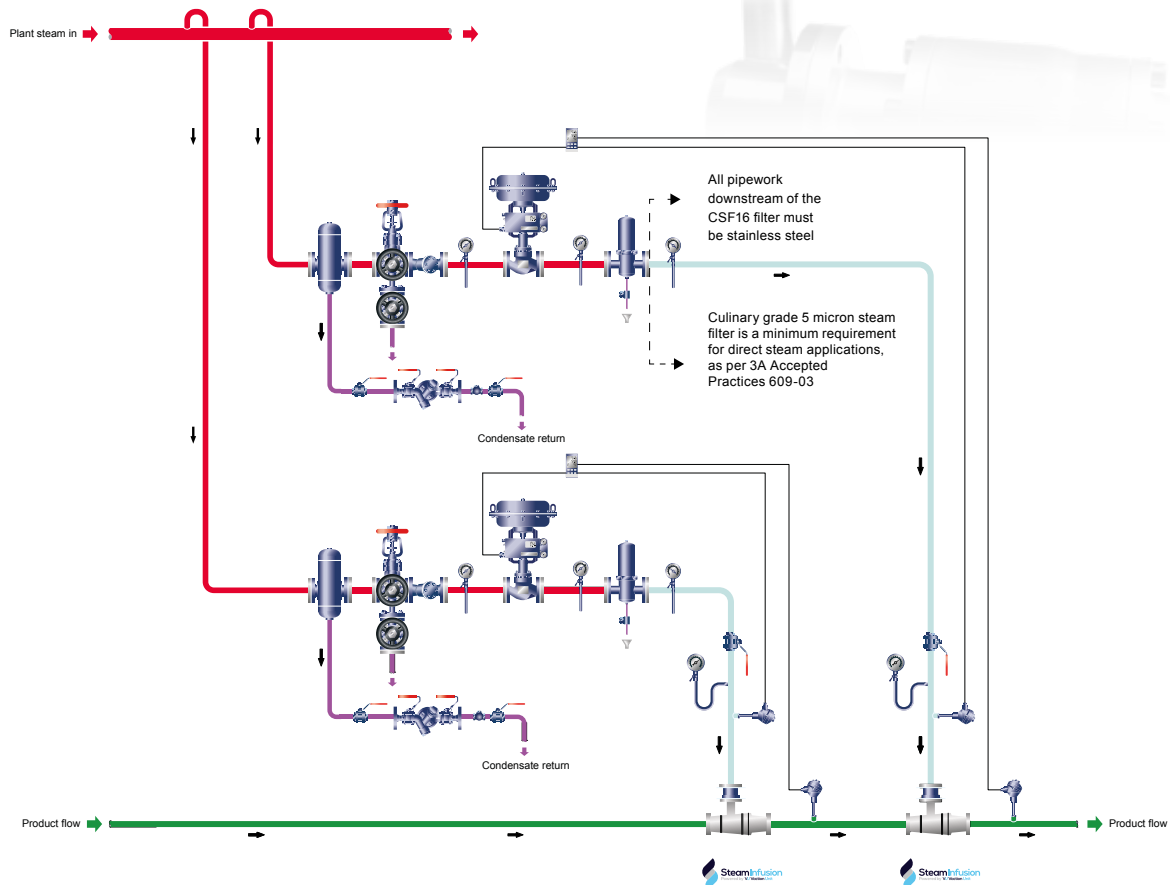 Plant steam in
All pipework
downstream of the
CSF16 filter must
be stainless steel
Culinary grade 5 micron steam
filter is a minimum requirement
for direct steam applications,
as per 3A Accepted
Practices 609-03
Condensate return
Condensate return
Product flow
Product flow
SteamInfusion
SteamInfusion